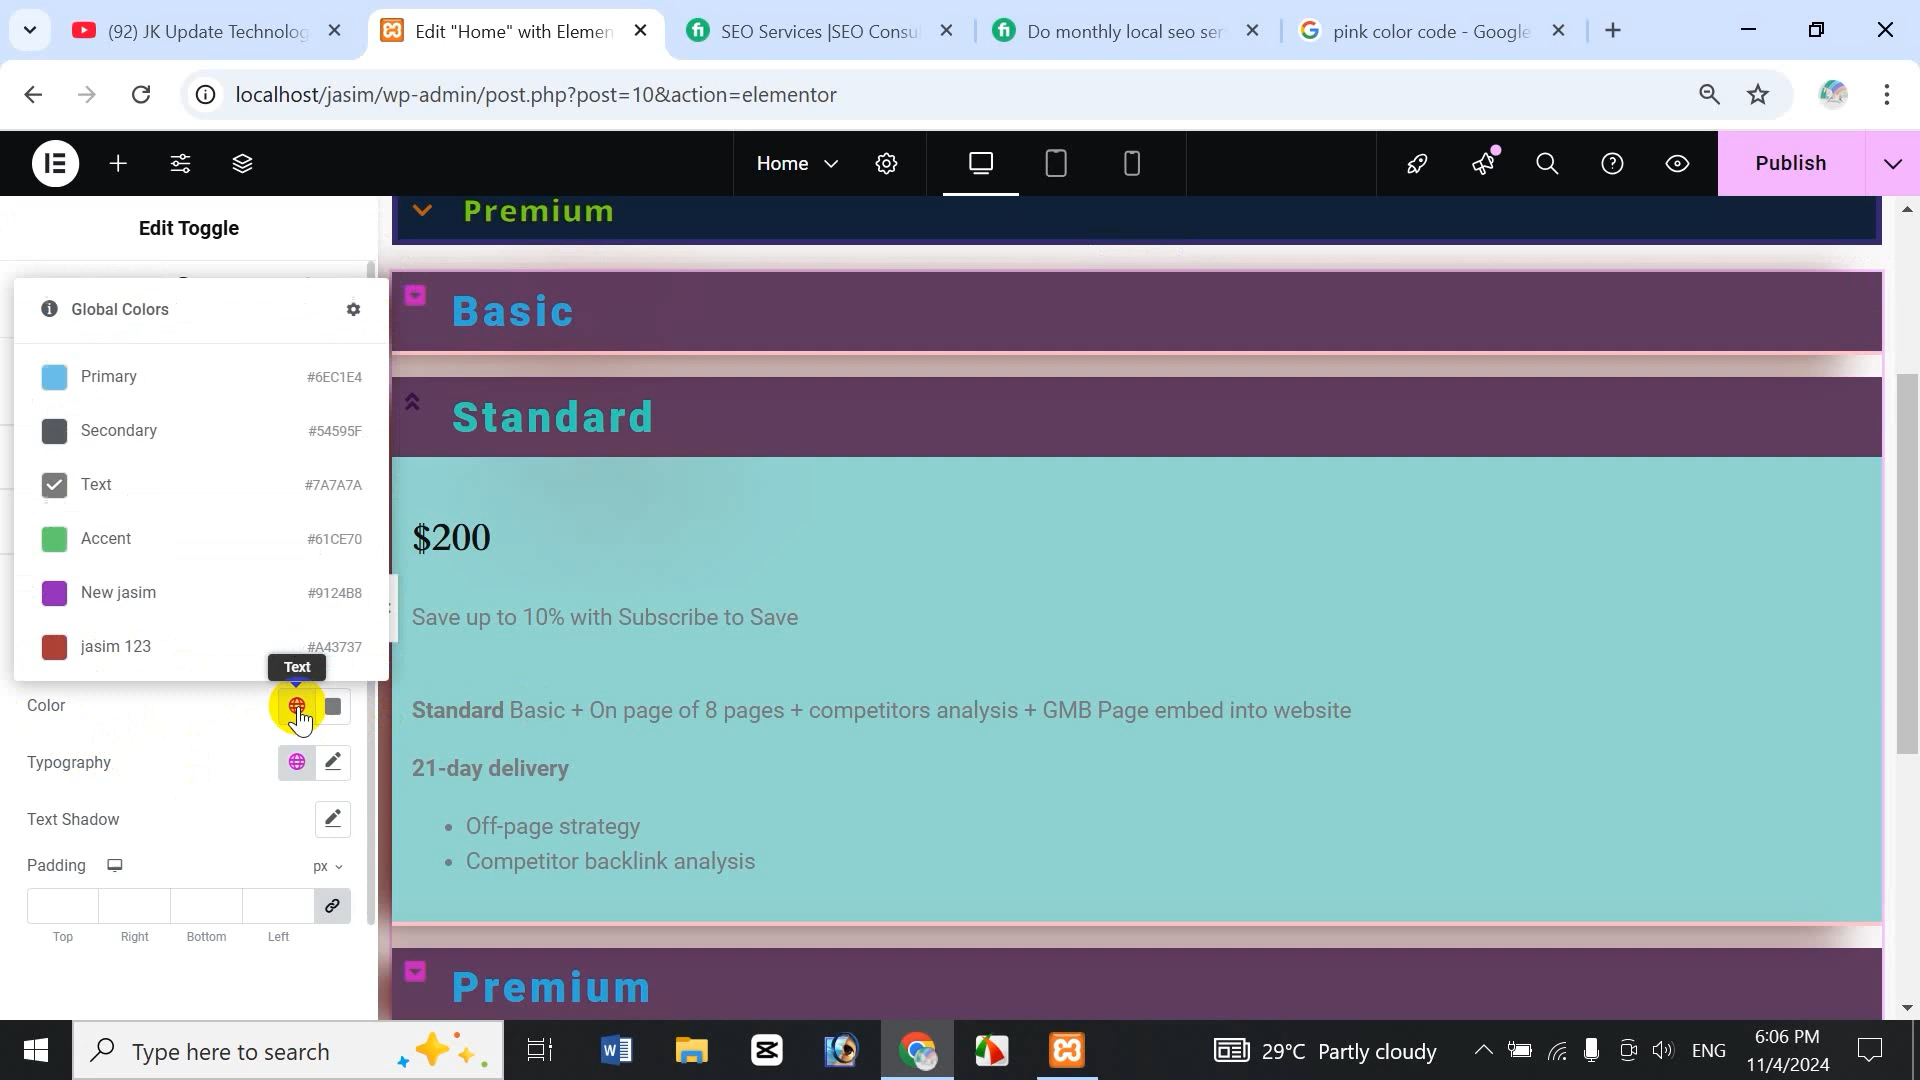 (92) JK Update Technolog
Edit "Home" with Elemen
SEO Services |SEO Consul
Do monthly local seo ser
pink color code - Google
localhost/jasim/wp-admin/post.php?post=10&action=elementor
Home
Publish
Edit Toggle
Global Colors
Primary #6EC1E4
Secondary #54595F
Text #7A7A7A
Accent #61CE70
New jasim #9124B8
jasim 123 #A43737
Text
Color
Typography
Text Shadow
Padding px
Top Right Bottom Left
Premium
Basic
Standard
$200
Save up to 10% with Subscribe to Save
Standard Basic + On page of 8 pages + competitors analysis + GMB Page embed into website
21-day delivery
• Off-page strategy
• Competitor backlink analysis
Premium
Type here to search
29°C Partly cloudy
ENG
6:06 PM
11/4/2024